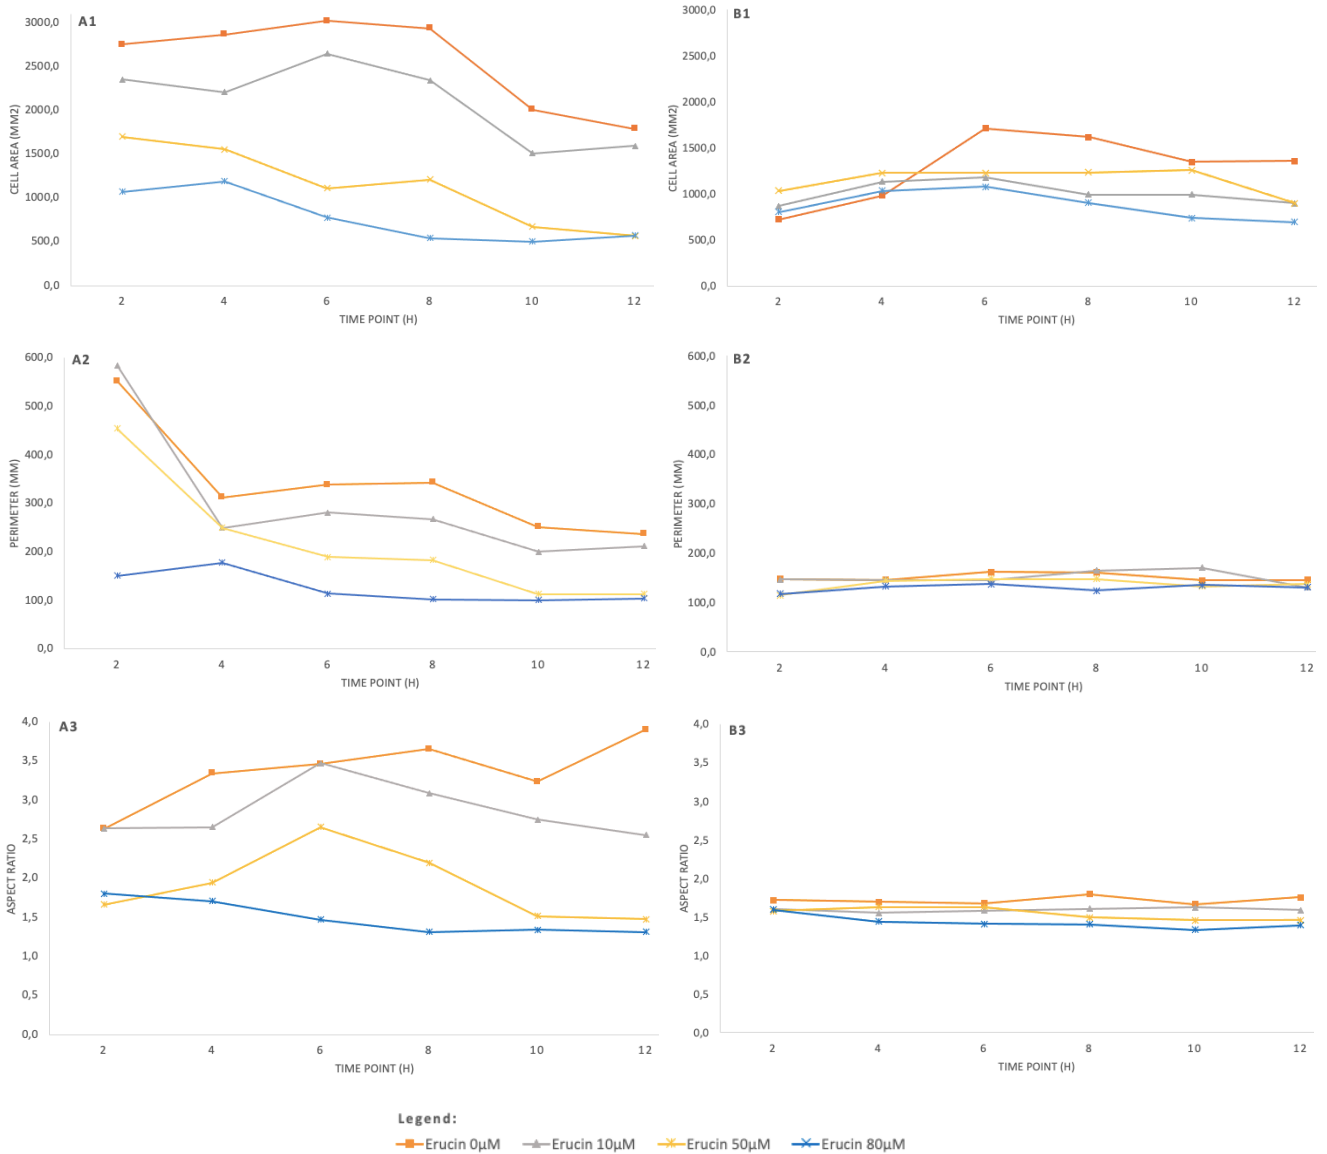 A1
3000,0
2500,0
2000,0
1500,0
1000,0
500,0
0,0
CELL AREA (MM2)
2 4 6 8 10 12
TIME POINT (H)
B1
3000,0
2500,0
2000,0
1500,0
1000,0
500,0
0,0
CELL AREA (MM2)
2 4 6 8 10 12
TIME POINT (H)
A2
600,0
500,0
400,0
300,0
200,0
100,0
0,0
PERIMETER (MM)
2 4 6 8 10 12
TIME POINT (H)
B2
600,0
500,0
400,0
300,0
200,0
100,0
0,0
PERIMETER (MM)
2 4 6 8 10 12
TIME POINT (H)
A3
4,0
3,5
3,0
2,5
2,0
1,5
1,0
0,5
0,0
ASPECT RATIO
2 4 6 8 10 12
TIME POINT (H)
B3
4,0
3,5
3,0
2,5
2,0
1,5
1,0
0,5
0,0
ASPECT RATIO
2 4 6 8 10 12
TIME POINT (H)
Legend:
Erucin 0μM Erucin 10μM Erucin 50μM Erucin 80μM